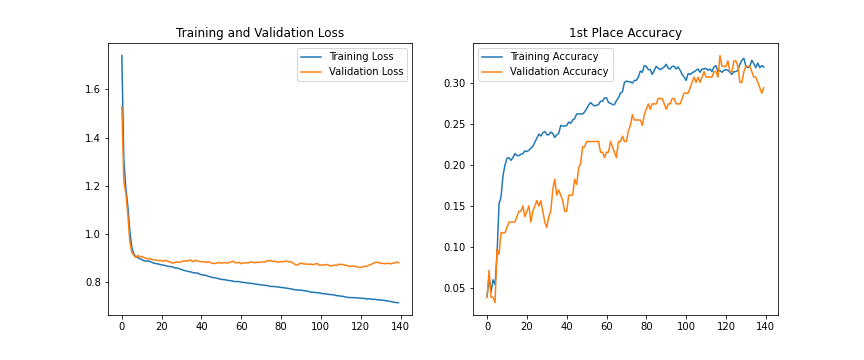 Training and Validation Loss
Training Loss
Validation Loss
1.6
1.4
1.2
1.0
0.8
0 20 40 60 80 100 120 140
1st Place Accuracy
Training Accuracy
Validation Accuracy
0.30
0.25
0.20
0.15
0.10
0.05
0 20 40 60 80 100 120 140